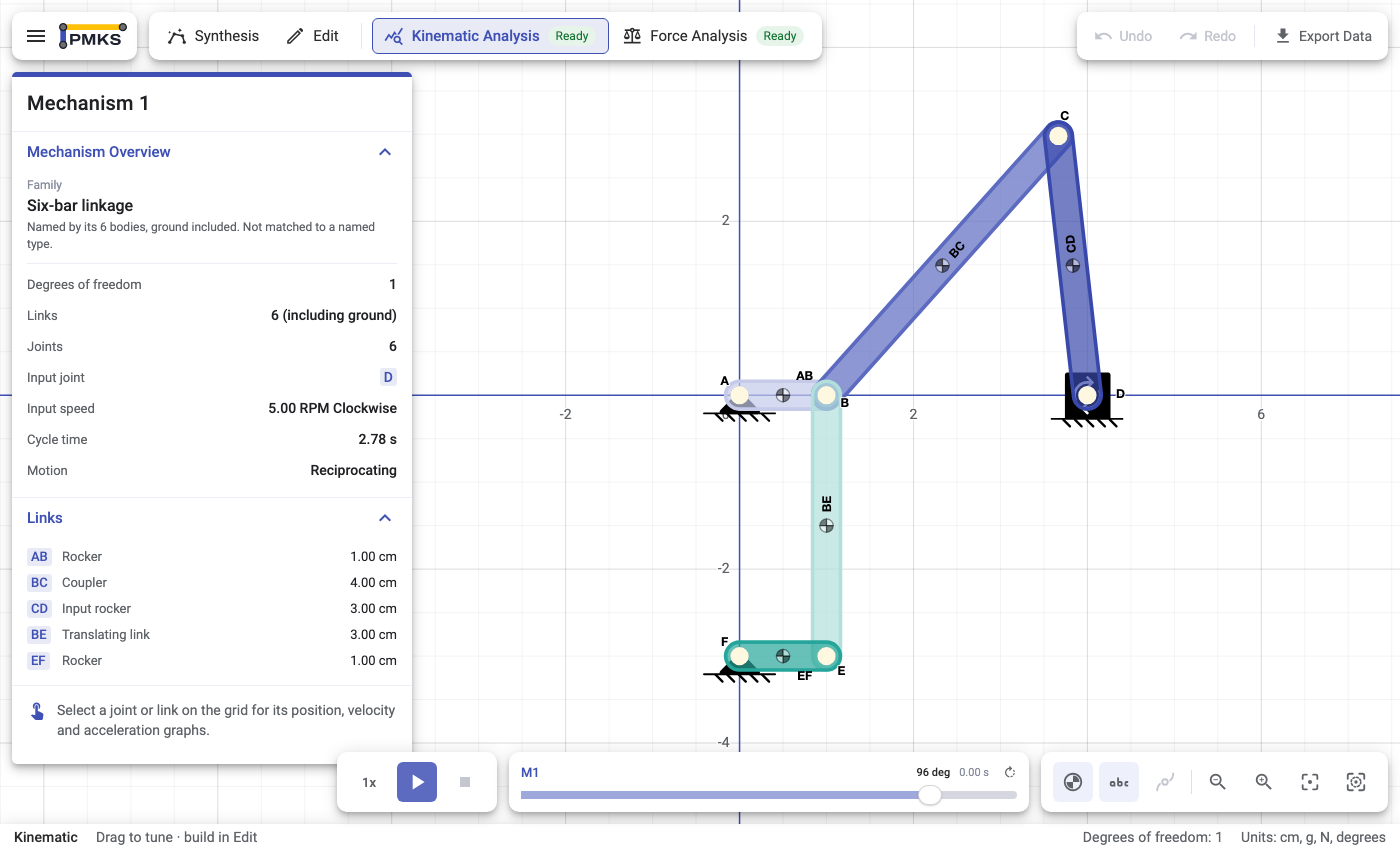 PMKS
Synthesis
Edit
Kinematic Analysis Ready
Force Analysis Ready
Undo
Redo
Export Data
Mechanism 1
Mechanism Overview
Family
Six-bar linkage
Named by its 6 bodies, ground included. Not matched to a named
type.
Degrees of freedom 1
Links 6 (including ground)
Joints 6
Input joint D
Input speed 5.00 RPM Clockwise
Cycle time 2.78 s
Motion Reciprocating
Links
AB Rocker 1.00 cm
BC Coupler 4.00 cm
CD Input rocker 3.00 cm
BE Translating link 3.00 cm
EF Rocker 1.00 cm
Select a joint or link on the grid for its position, velocity
and acceleration graphs.
C
2
BC
CD
A
AB
B
D
-2
2
6
BE
-2
F
E
EF
-4
1x
M1
96 deg 0.00 s
abc
Kinematic Drag to tune · build in Edit
Degrees of freedom: 1 Units: cm, g, N, degrees